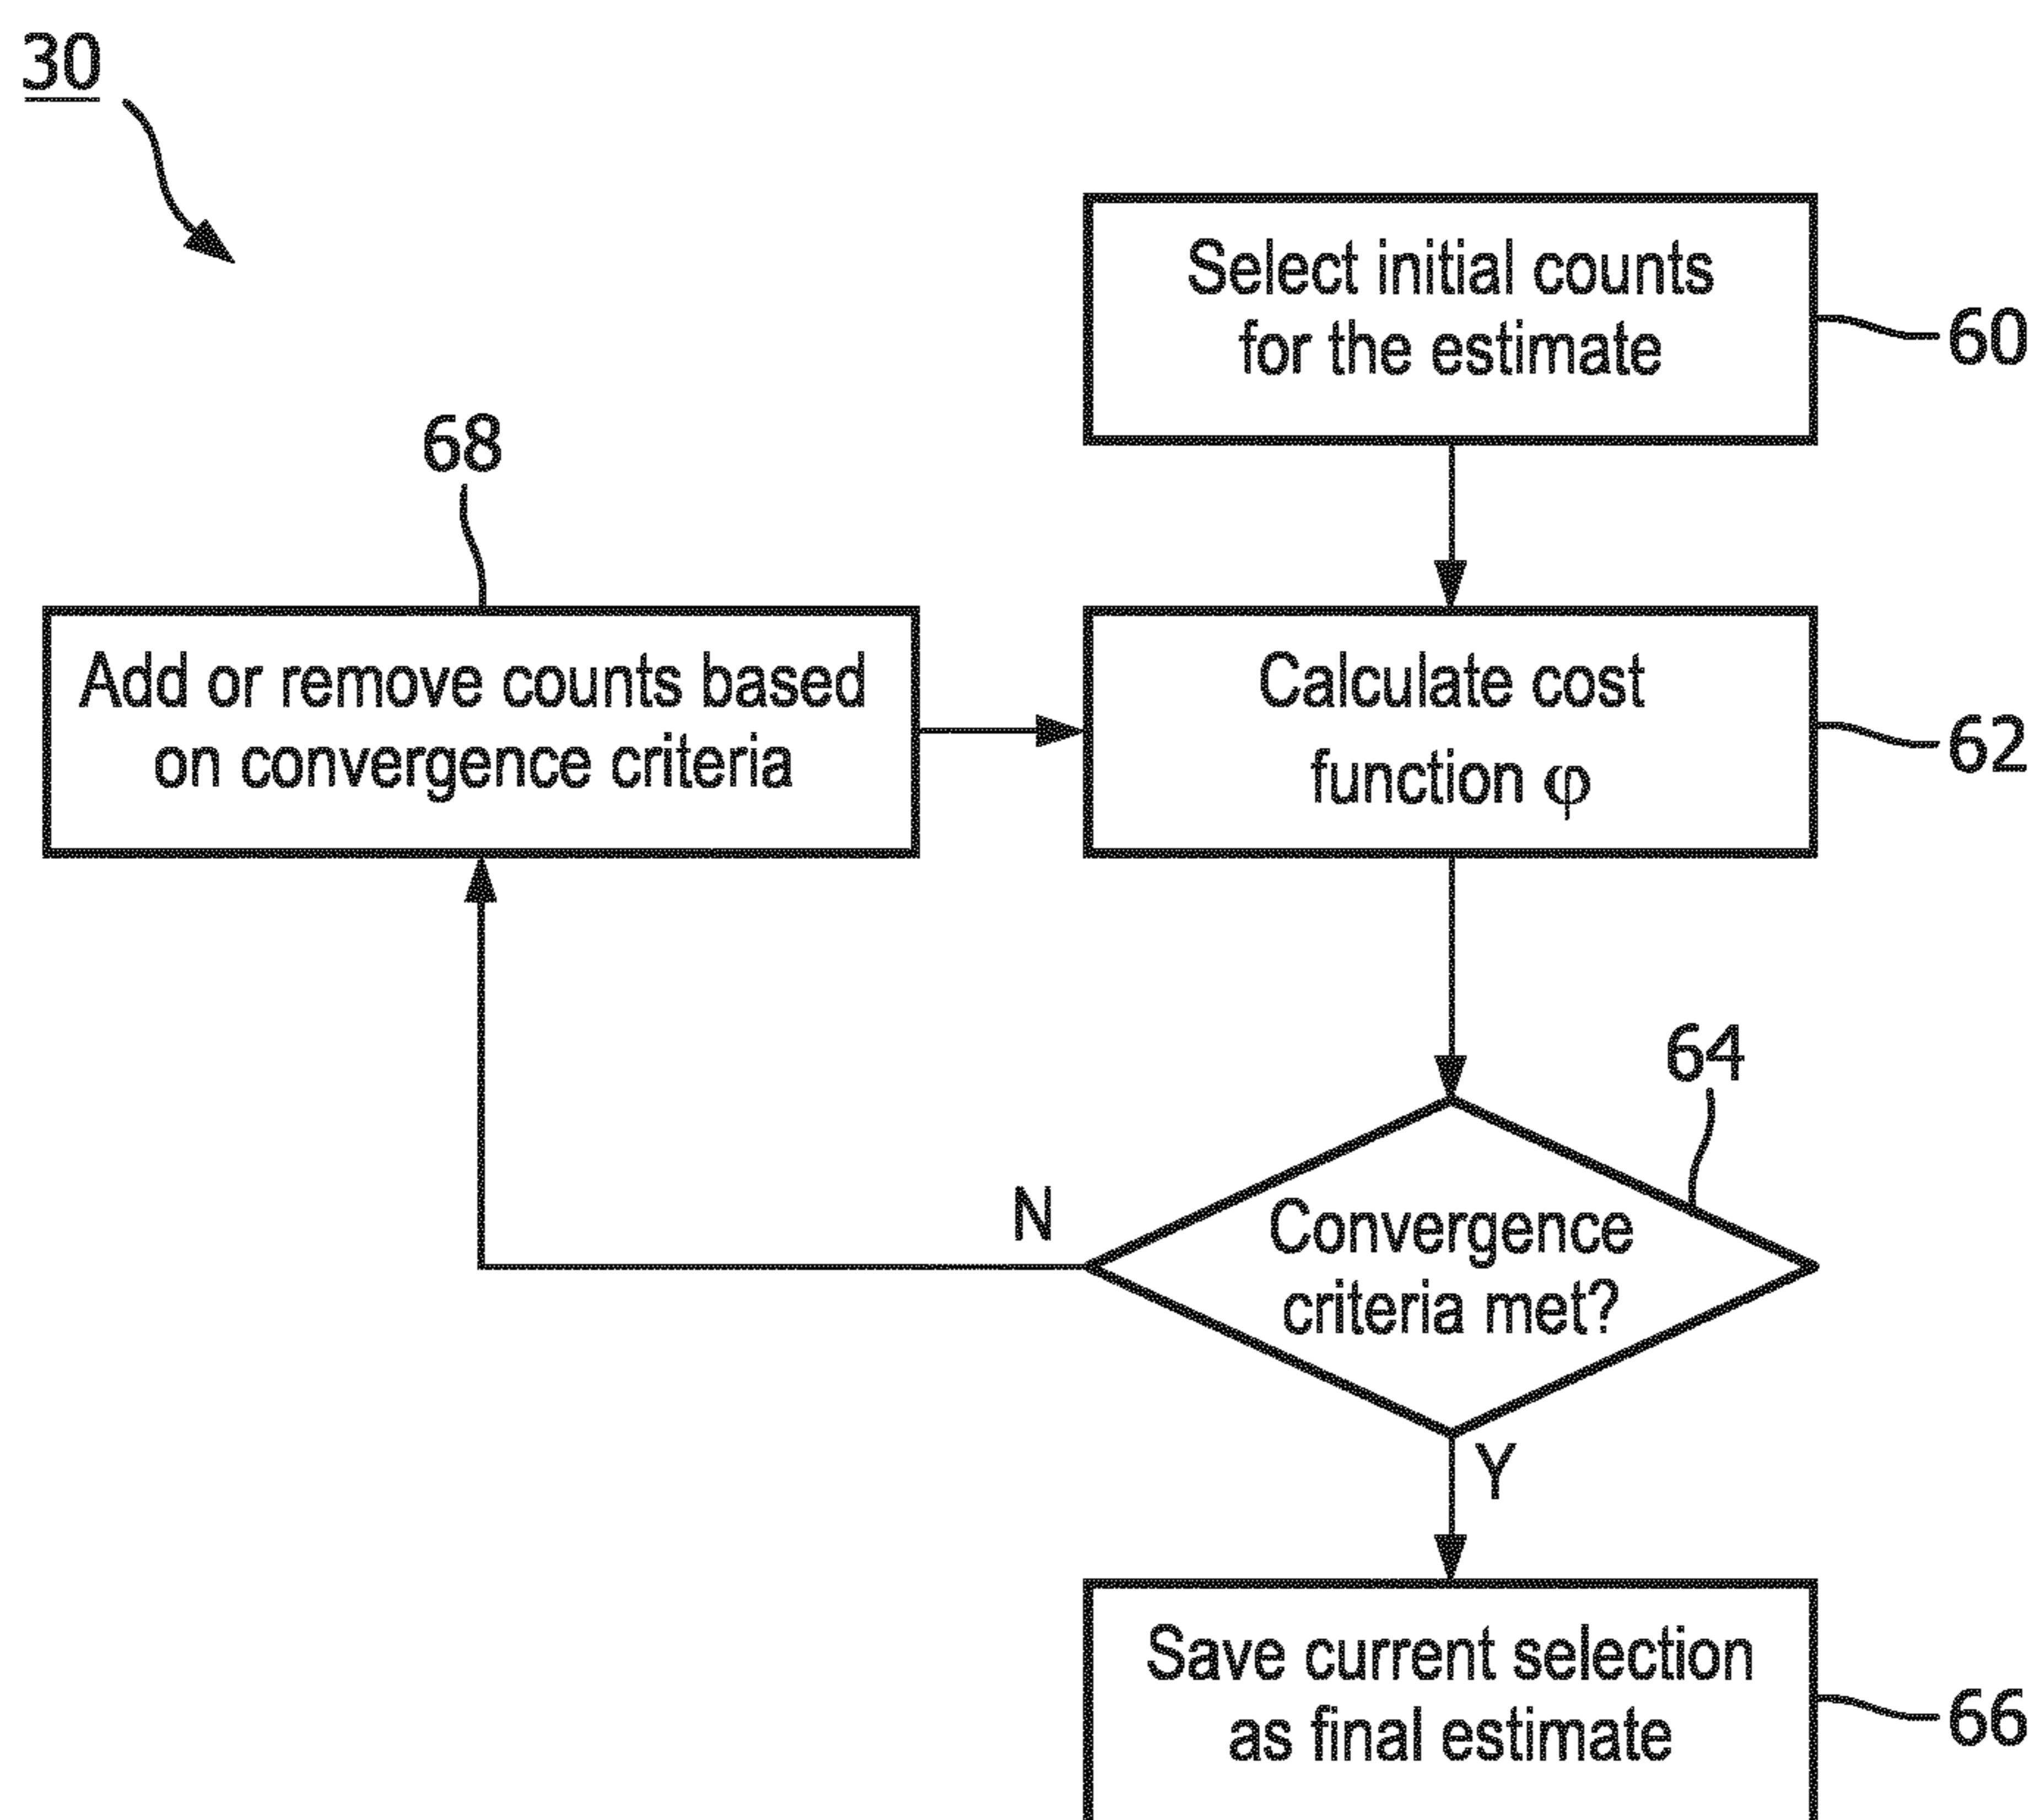 30
Select initial counts
for the estimate
60
68
Add or remove counts based
on convergence criteria
Calculate cost
function φ
62
64
N
Convergence
criteria met?
Y
Save current selection
as final estimate
66